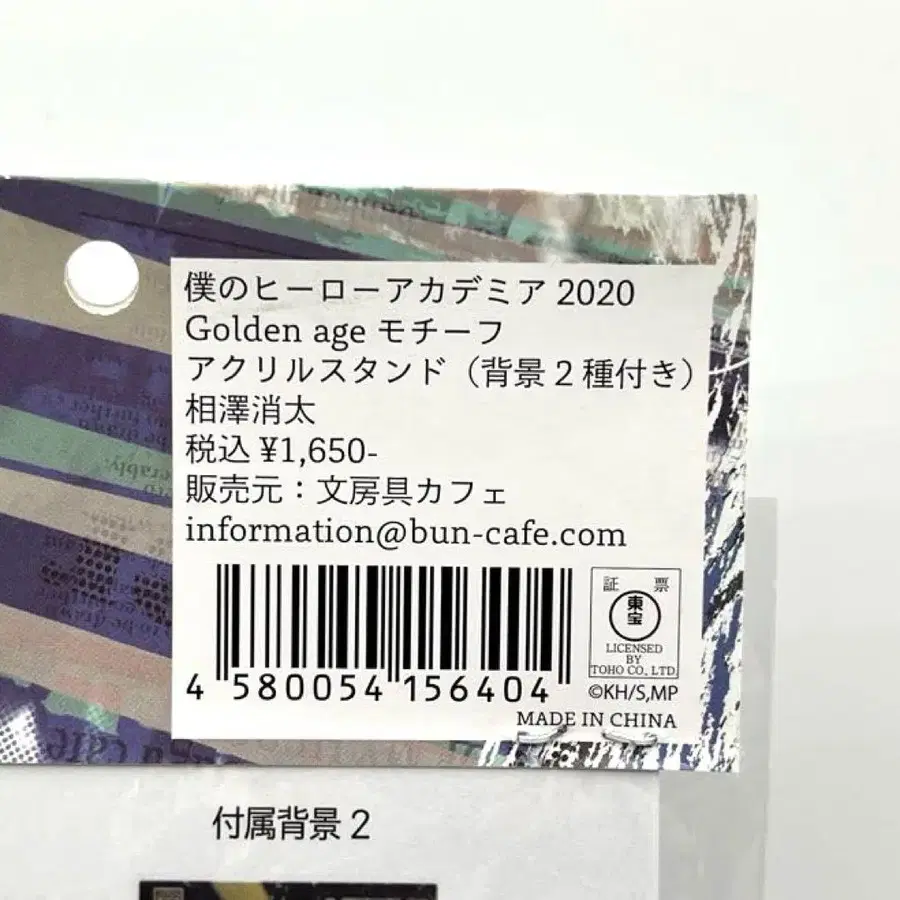 僕のヒーローアカデミア 2020
Golden age モチーフ
アクリルスタンド（背景２種付き）
相澤消太
税込 ¥1,650-
販売元：文房具カフェ
information@bun-cafe.com
4 580054 156404
証 票
東宝
LICENSED
BY
TOHO CO., LTD.
©KH/S,MP
MADE IN CHINA
付属背景 2